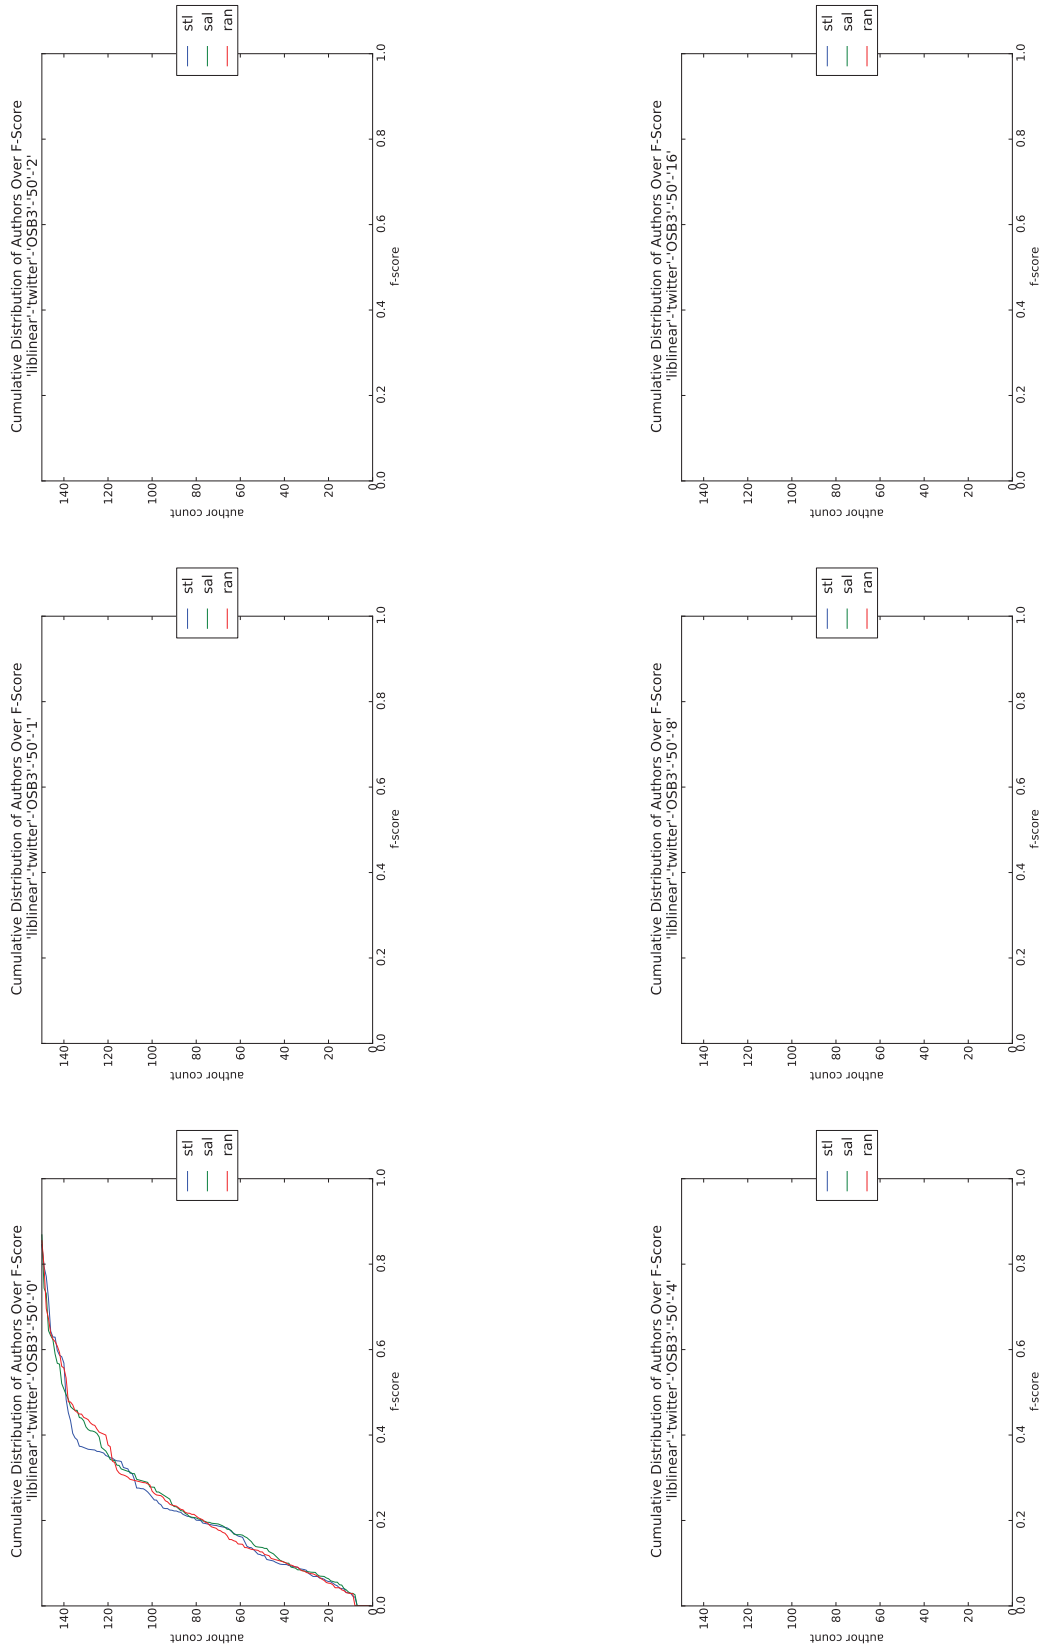 Cumulative Distribution of Authors Over F-Score
'liblinear'-'twitter'-'OSB3'-'50'-'0'
140
120
100
80
60
40
20
0
author count
0.0 0.2 0.4 0.6 0.8 1.0
f-score
stl
sal
ran
Cumulative Distribution of Authors Over F-Score
'liblinear'-'twitter'-'OSB3'-'50'-'1'
140
120
100
80
60
40
20
0
author count
0.0 0.2 0.4 0.6 0.8 1.0
f-score
stl
sal
ran
Cumulative Distribution of Authors Over F-Score
'liblinear'-'twitter'-'OSB3'-'50'-'2'
140
120
100
80
60
40
20
0
author count
0.0 0.2 0.4 0.6 0.8 1.0
f-score
stl
sal
ran
Cumulative Distribution of Authors Over F-Score
'liblinear'-'twitter'-'OSB3'-'50'-'4'
140
120
100
80
60
40
20
0
author count
0.0 0.2 0.4 0.6 0.8 1.0
f-score
stl
sal
ran
Cumulative Distribution of Authors Over F-Score
'liblinear'-'twitter'-'OSB3'-'50'-'8'
140
120
100
80
60
40
20
0
author count
0.0 0.2 0.4 0.6 0.8 1.0
f-score
stl
sal
ran
Cumulative Distribution of Authors Over F-Score
'liblinear'-'twitter'-'OSB3'-'50'-'16'
140
120
100
80
60
40
20
0
author count
0.0 0.2 0.4 0.6 0.8 1.0
f-score
stl
sal
ran